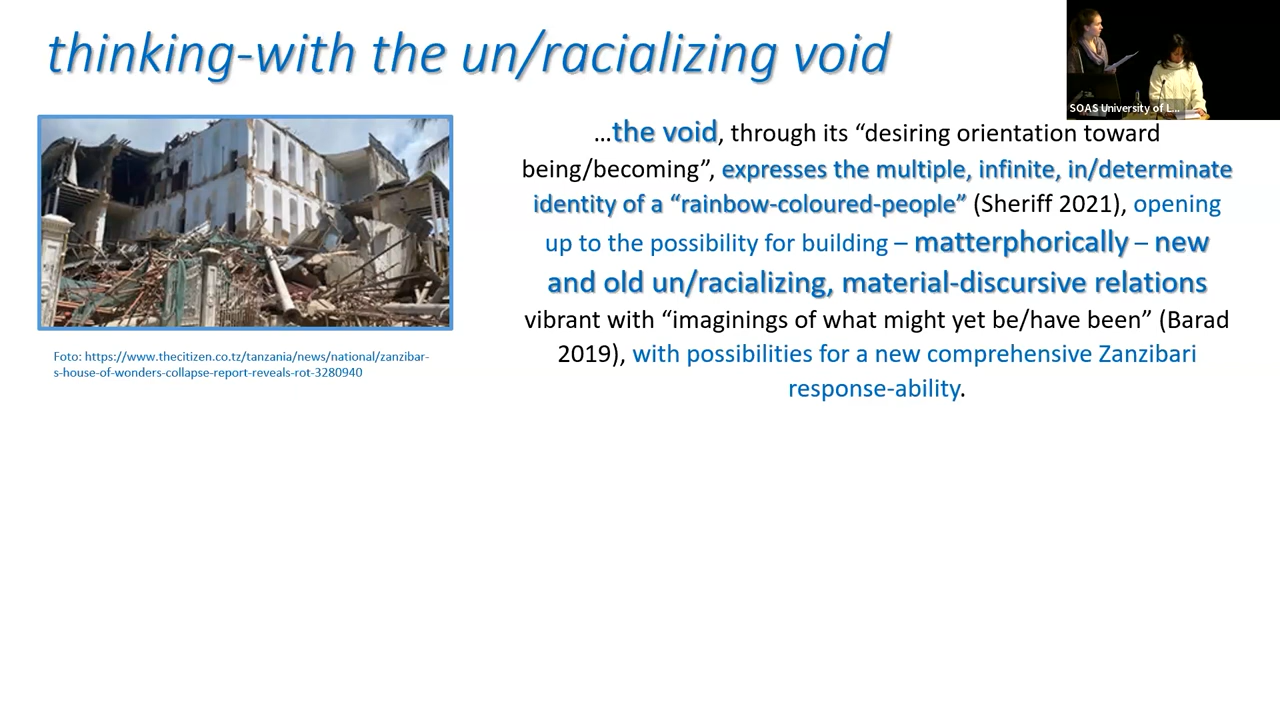 thinking-with the un/racializing void
SOAS University of L...
…the void, through its “desiring orientation toward
being/becoming”, expresses the multiple, infinite, in/determinate
identity of a “rainbow-coloured-people” (Sheriff 2021), opening
up to the possibility for building – matterphorically – new
and old un/racializing, material-discursive relations
vibrant with “imaginings of what might yet be/have been” (Barad
2019), with possibilities for a new comprehensive Zanzibari
response-ability.
Foto: https://www.thecitizen.co.tz/tanzania/news/national/zanzibar-
s-house-of-wonders-collapse-report-reveals-rot-3280940